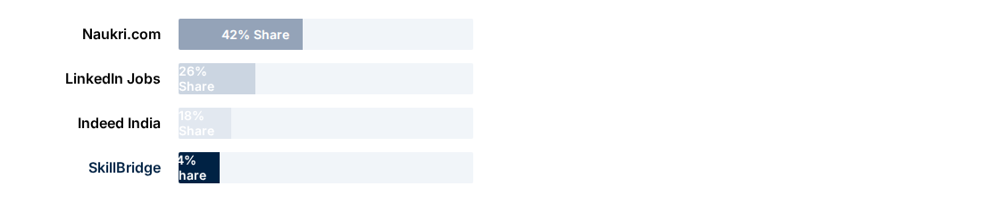 Naukri.com
42% Share
LinkedIn Jobs
26%
Share
Indeed India
18%
Share
SkillBridge
4%
hare